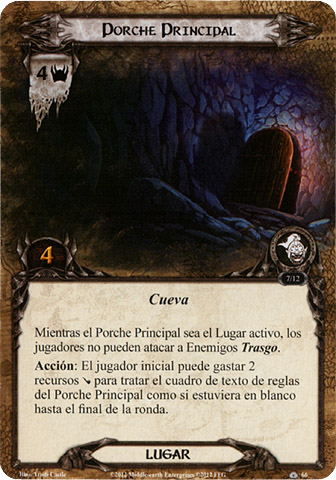 Porche Principal
4
4
7/12
Cueva
Mientras el Porche Principal sea el Lugar activo, los
jugadores no pueden atacar a Enemigos Trasgo.
Acción: El jugador inicial puede gastar 2
recursos ↘ para tratar el cuadro de texto de reglas
del Porche Principal como si estuviera en blanco
hasta el final de la ronda.
LUGAR
©2012 Middle-earth Enterprises ©2012 FFG
66